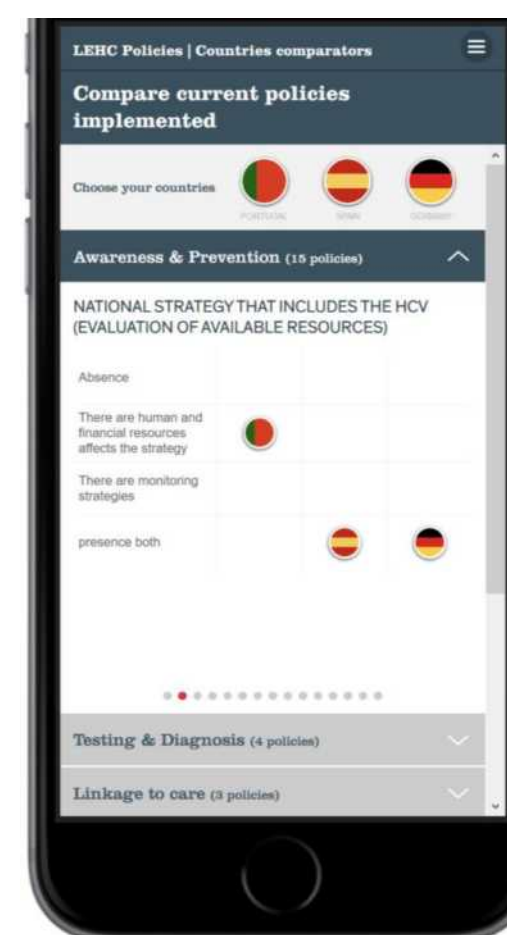 LEHC Policies | Countries comparators
Compare current policies
implemented
Choose your countries
PORTUGAL
SPAIN
GERMANY
Awareness & Prevention (15 policies)
NATIONAL STRATEGY THAT INCLUDES THE HCV
(EVALUATION OF AVAILABLE RESOURCES)
Absence
There are human and
financial resources
affects the strategy
There are monitoring
strategies
presence both
Testing & Diagnosis (4 policies)
Linkage to care (3 policies)